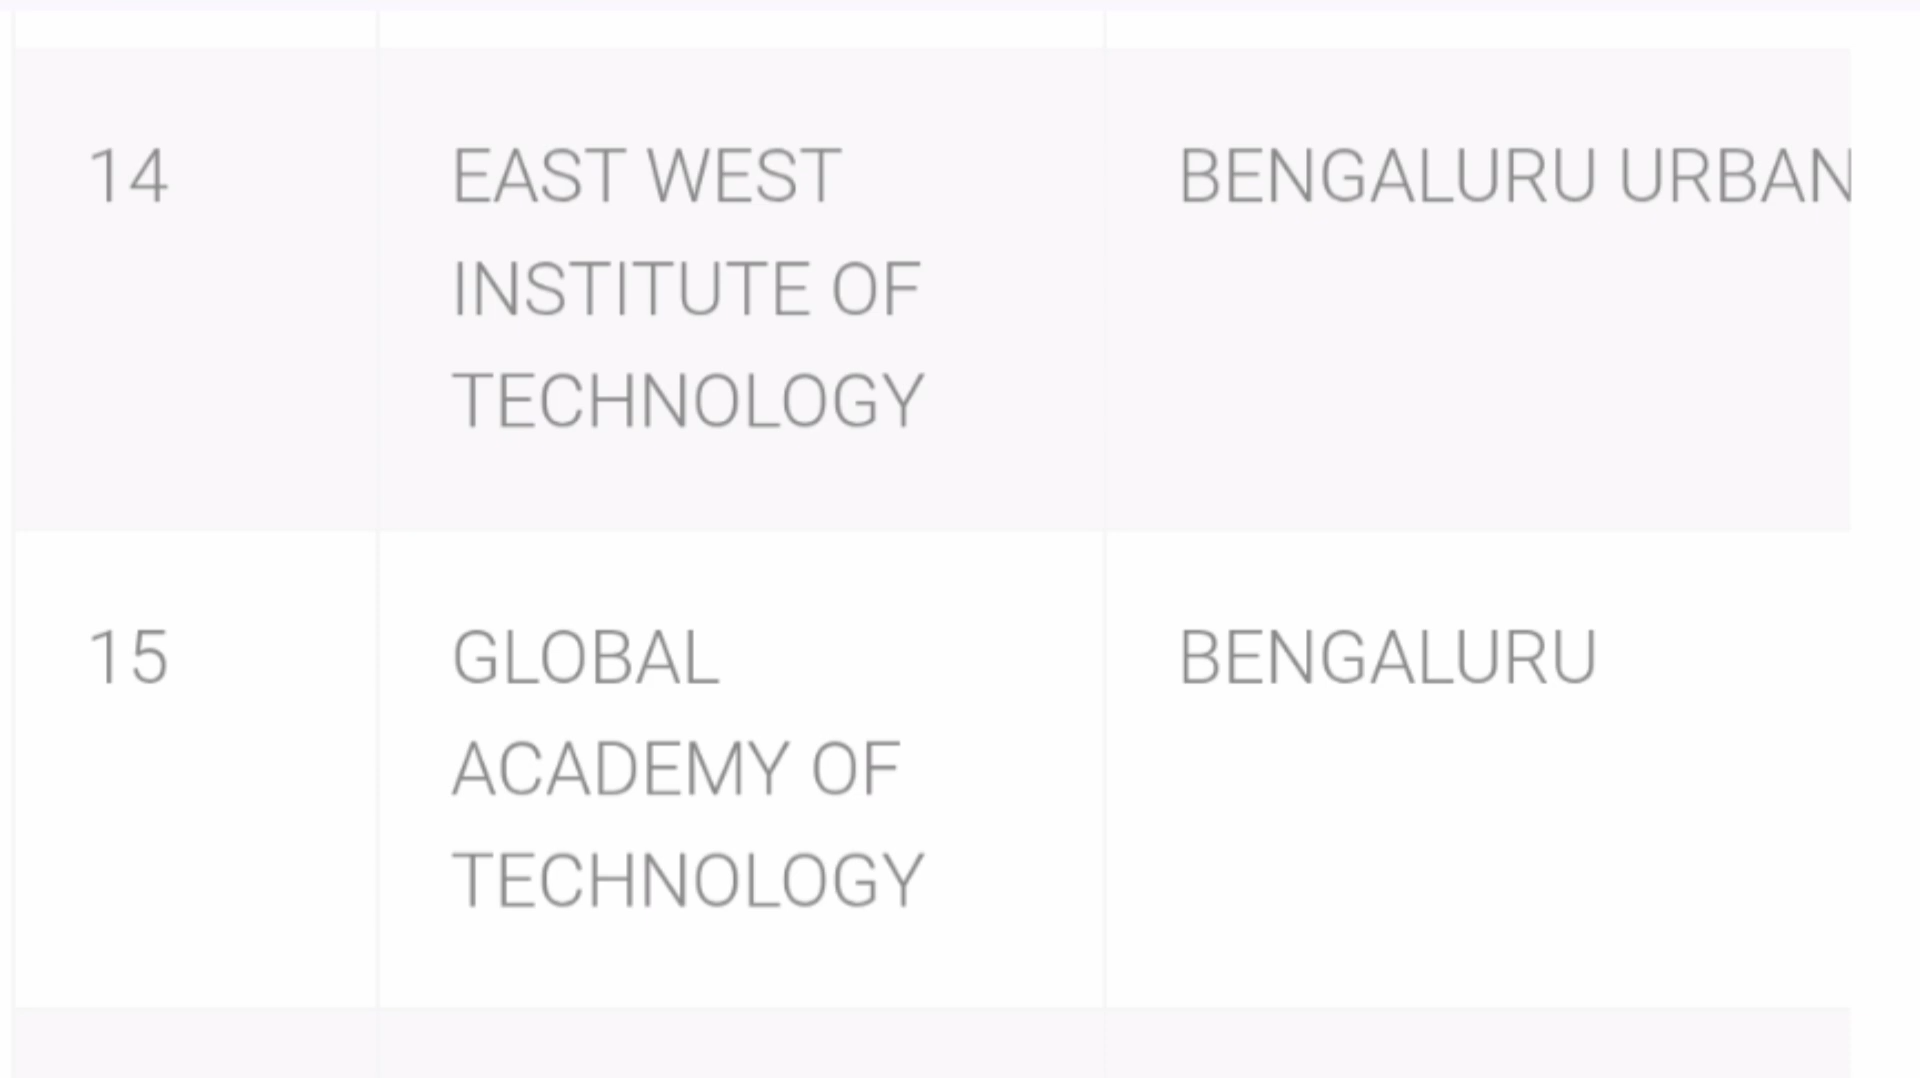 14
EAST WEST
INSTITUTE OF
TECHNOLOGY
BENGALURU URBAN
15
GLOBAL
ACADEMY OF
TECHNOLOGY
BENGALURU